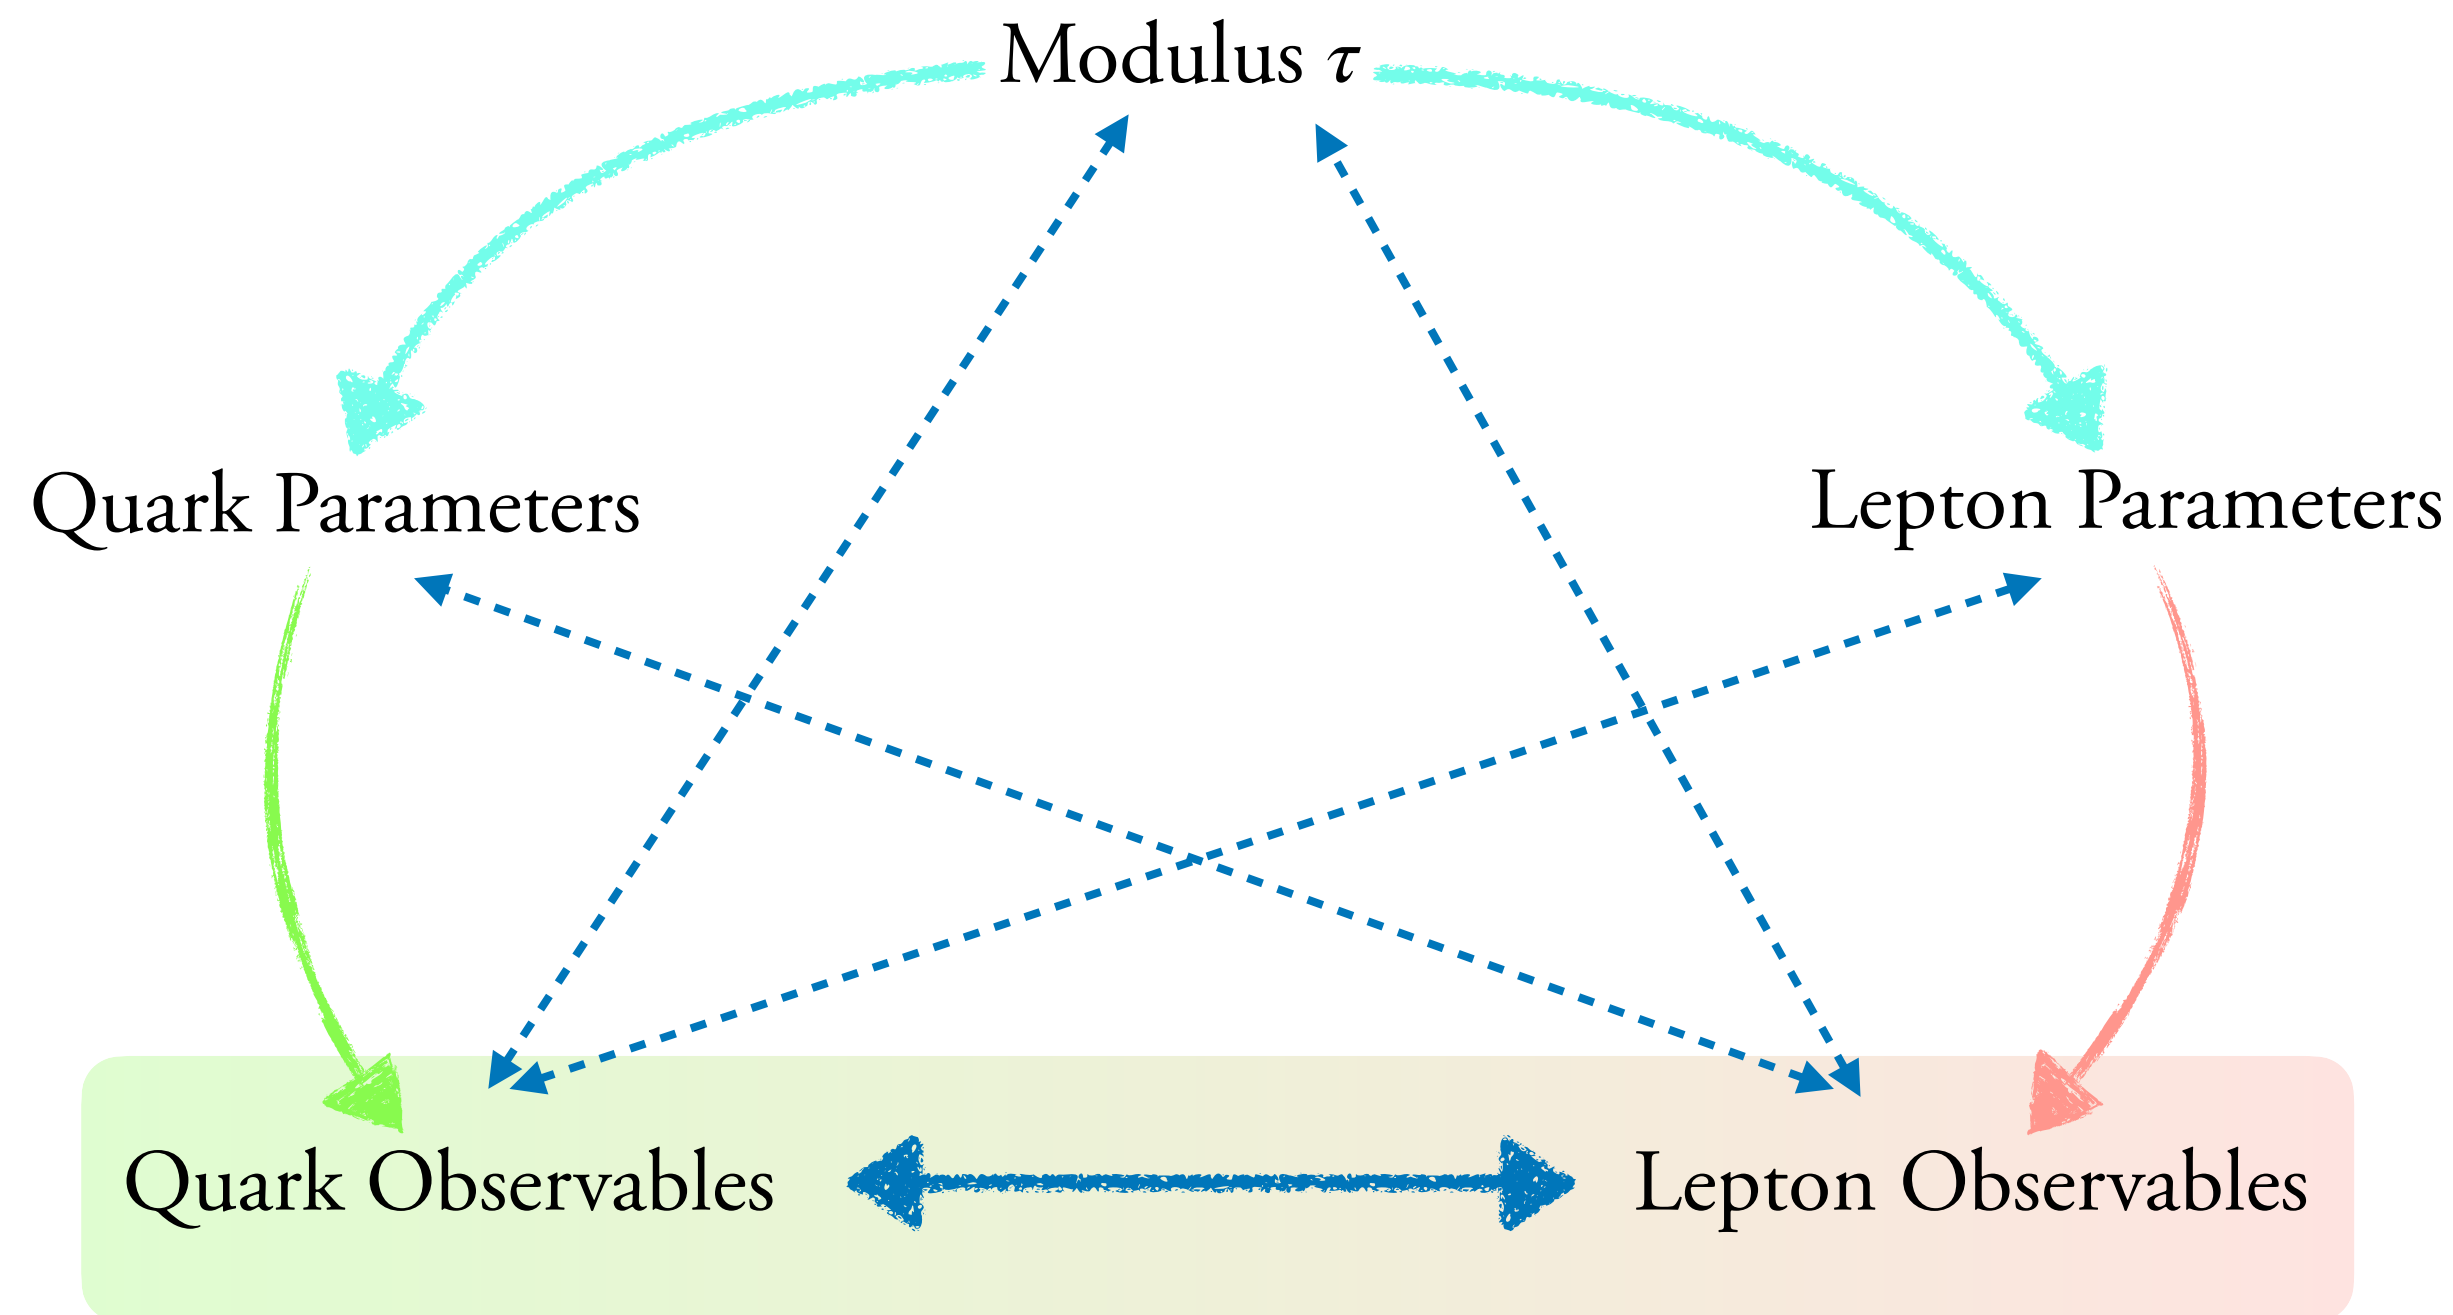 Modulus τ
Quark Parameters
Lepton Parameters
Quark Observables
Lepton Observables